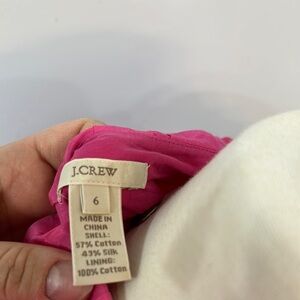 J.CREW
6
MADE IN
CHINA
SHELL:
57% Cotton
43% Silk
LINING:
100% Cotton